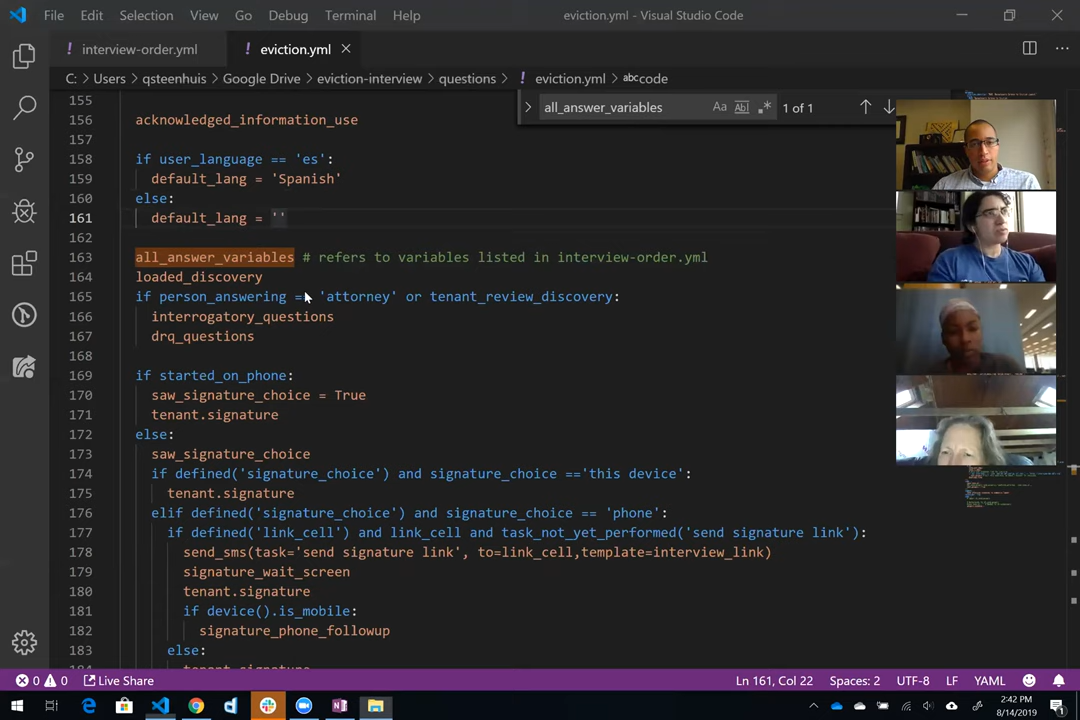 File Edit Selection View Go Debug Terminal Help eviction.yml - Visual Studio Code
! interview-order.yml ! eviction.yml
C: > Users > qsteenhuis > Google Drive > eviction-interview > questions > ! eviction.yml > abc code
all_answer_variables Aa Abl .* 1 of 1
155
156 acknowledged_information_use
157
158 if user_language == 'es':
159 default_lang = 'Spanish'
160 else:
161 default_lang = ''
162
163 all_answer_variables # refers to variables listed in interview-order.yml
164 loaded_discovery
165 if person_answering == 'attorney' or tenant_review_discovery:
166 interrogatory_questions
167 drq_questions
168
169 if started_on_phone:
170 saw_signature_choice = True
171 tenant.signature
172 else:
173 saw_signature_choice
174 if defined('signature_choice') and signature_choice =='this device':
175 tenant.signature
176 elif defined('signature_choice') and signature_choice == 'phone':
177 if defined('link_cell') and link_cell and task_not_yet_performed('send signature link'):
178 send_sms(task='send signature link', to=link_cell,template=interview_link)
179 signature_wait_screen
180 tenant.signature
181 if device().is_mobile:
182 signature_phone_followup
183 else:
184 tenant.signature
0 0 Live Share Ln 161, Col 22 Spaces: 2 UTF-8 LF YAML
2:42 PM
8/14/2019